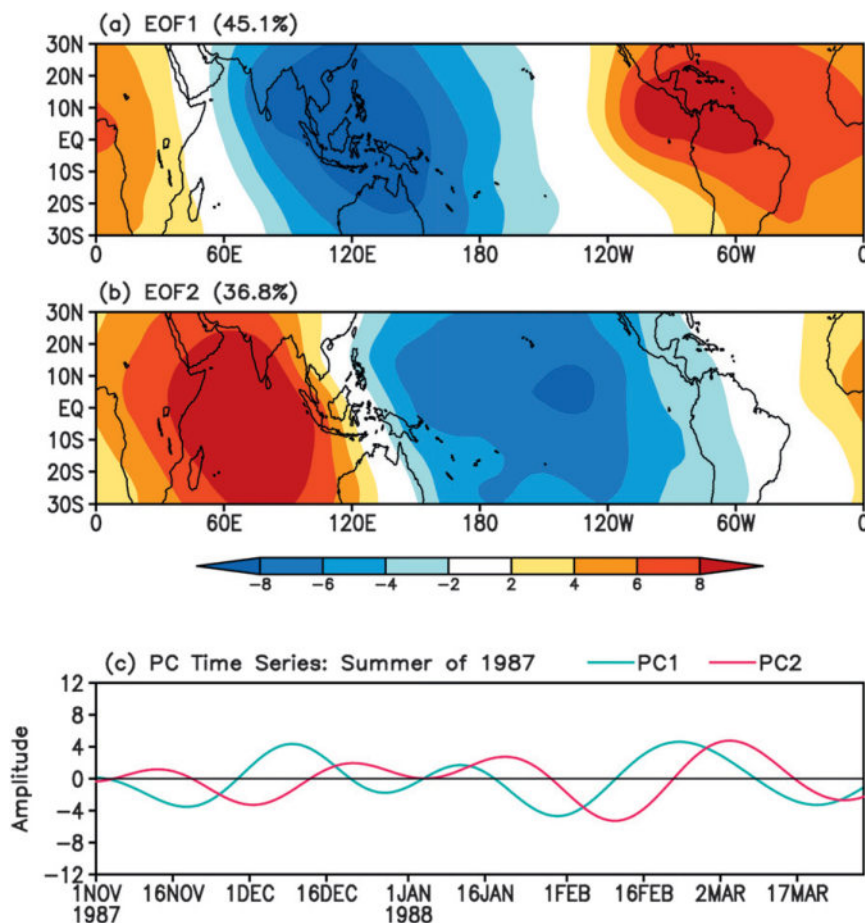 (a) EOF1 (45.1%)
30N
20N
10N
EQ
10S
20S
30S
0 60E 120E 180 120W 60W 0
(b) EOF2 (36.8%)
30N
20N
10N
EQ
10S
20S
30S
0 60E 120E 180 120W 60W 0
-8 -6 -4 -2 2 4 6 8
(c) PC Time Series: Summer of 1987 PC1 PC2
Amplitude
12
8
4
0
-4
-8
-12
1NOV 16NOV 1DEC 16DEC 1JAN 16JAN 1FEB 16FEB 2MAR 17MAR
1987 1988